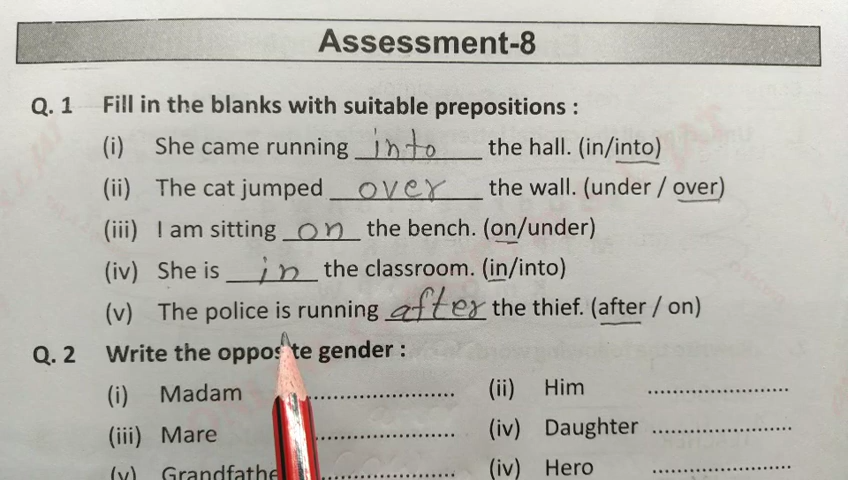 Assessment-8
Q. 1 Fill in the blanks with suitable prepositions :
(i) She came running into the hall. (in/into)
(ii) The cat jumped over the wall. (under / over)
(iii) I am sitting on the bench. (on/under)
(iv) She is in the classroom. (in/into)
(v) The police is running after the thief. (after / on)
Q. 2 Write the opposite gender :
(i) Madam .................... (ii) Him ....................
(iii) Mare .................... (iv) Daughter ....................
(v) Grandfathe .................... (iv) Hero ....................